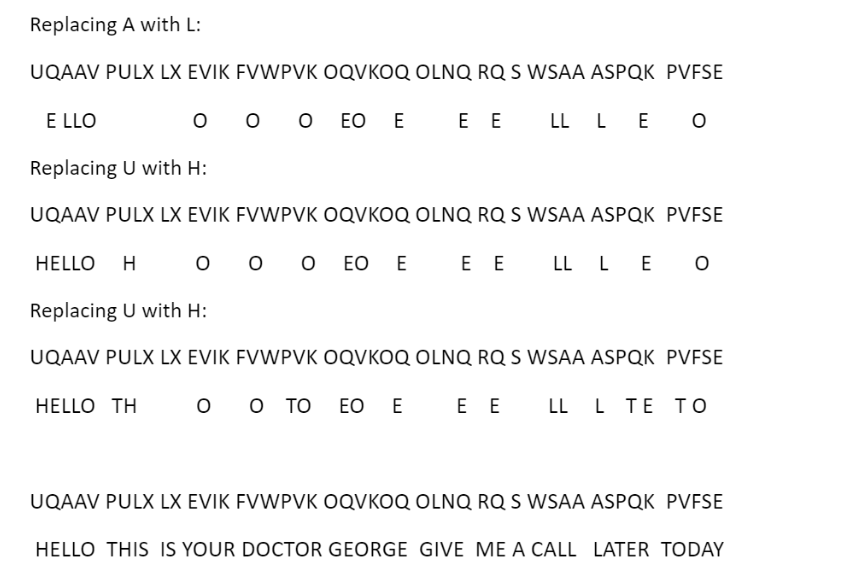 Replacing A with L:
UQAAV PULX LX EVIK FVWPVK OQVKOQ OLNQ RQ S WSAA ASPQK PVFSE
E LLO O O O EO E E E LL L E O
Replacing U with H:
UQAAV PULX LX EVIK FVWPVK OQVKOQ OLNQ RQ S WSAA ASPQK PVFSE
HELLO H O O O EO E E E LL L E O
Replacing U with H:
UQAAV PULX LX EVIK FVWPVK OQVKOQ OLNQ RQ S WSAA ASPQK PVFSE
HELLO TH O O TO EO E E E LL L T E T O
UQAAV PULX LX EVIK FVWPVK OQVKOQ OLNQ RQ S WSAA ASPQK PVFSE
HELLO THIS IS YOUR DOCTOR GEORGE GIVE ME A CALL LATER TODAY